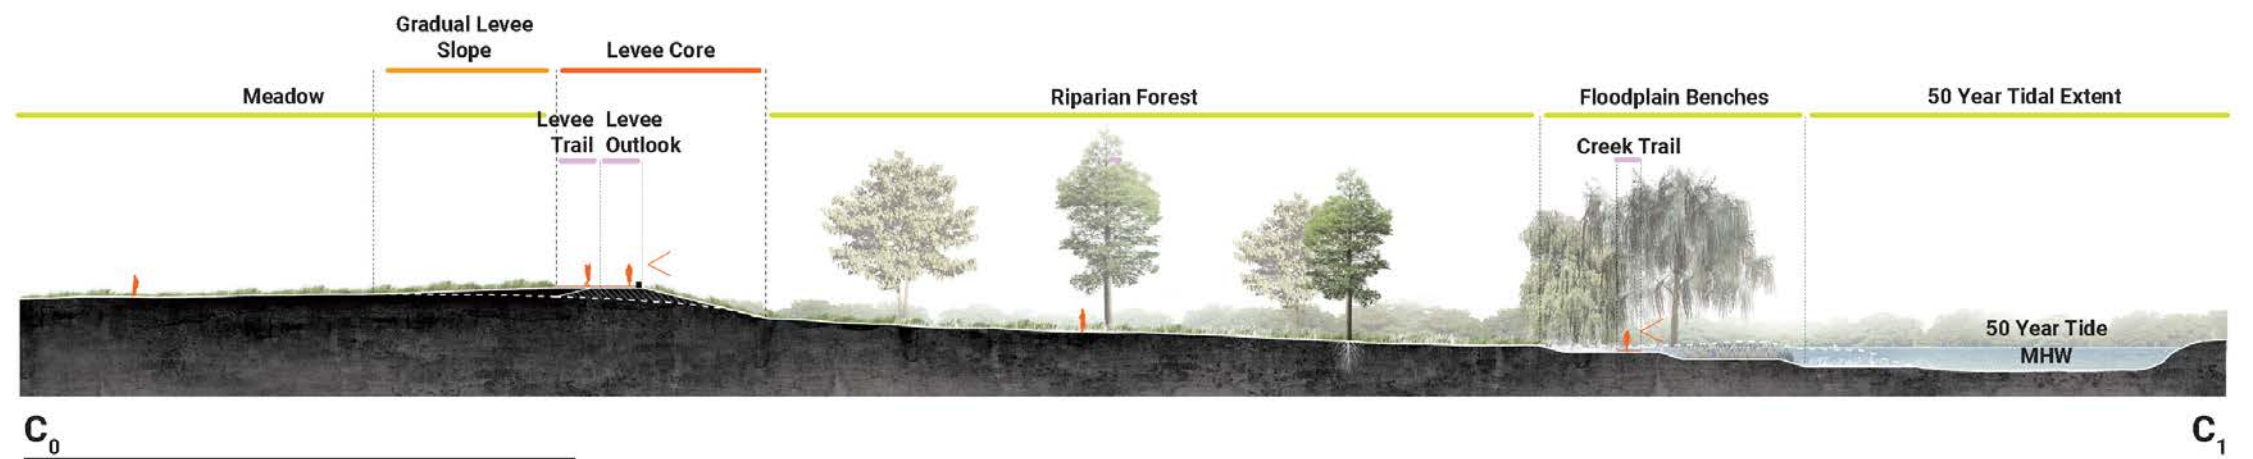 Gradual Levee
Slope
Levee Core
Meadow
Riparian Forest
Floodplain Benches
50 Year Tidal Extent
Levee
Trail
Levee
Outlook
Creek Trail
50 Year Tide
MHW
C0
C1